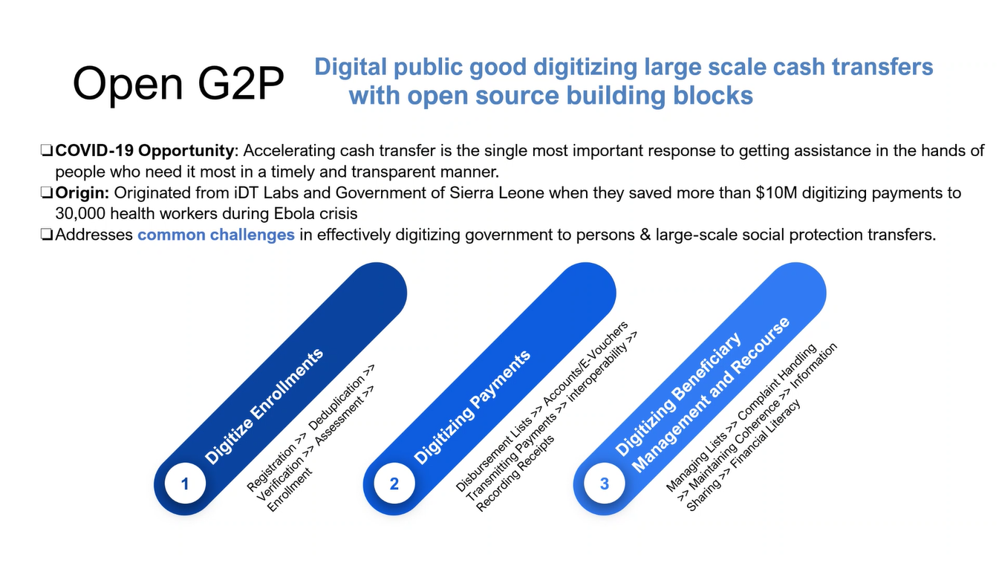 Open G2P
Digital public good digitizing large scale cash transfers
with open source building blocks
❑COVID-19 Opportunity: Accelerating cash transfer is the single most important response to getting assistance in the hands of
people who need it most in a timely and transparent manner.
❑Origin: Originated from iDT Labs and Government of Sierra Leone when they saved more than $10M digitizing payments to
30,000 health workers during Ebola crisis
❑Addresses common challenges in effectively digitizing government to persons & large-scale social protection transfers.
1
Digitize Enrollments
Registration >> Deduplication >>
Verification >> Assessment >>
Enrollment
2
Digitizing Payments
Disbursement Lists >> Accounts/E-Vouchers
Transmitting Payments >> interoperability >>
Recording Receipts
3
Digitizing Beneficiary
Management and Recourse
Managing Lists >> Complaint Handling
>> Maintaining Coherence >> Information
Sharing >> Financial Literacy